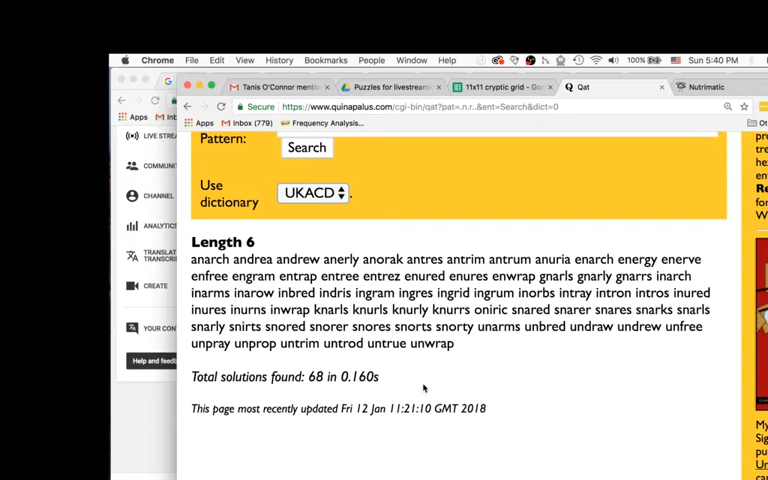 Chrome File Edit View History Bookmarks People Window Help 100% Sun 5:40 PM
Tanis O'Connor mentio × Puzzles for livestream × 11x11 cryptic grid - Goo × Qat × Nutrimatic
Secure https://www.quinapalus.com/cgi-bin/qat?pat=.n.r..&ent=Search&dict=0
Apps Inbox (779) Frequency Analysis...
Apps
LIVE STREA
COMMUNI
CHANNEL
ANALYTICS
TRANSLAT
TRANSCRI
CREATE
YOUR CON
Help and feedb
Pattern:
Search
Use
dictionary
UKACD .
Length 6
anarch andrea andrew anerly anorak antres antrim antrum anuria enarch energy enerve
enfree engram entrap entree entrez enured enures enwrap gnarls gnarly gnarrs inarch
inarms inarow inbred indris ingram ingres ingrid ingrum inorbs intray intron intros inured
inures inurns inwrap knarls knurls knurly knurrs oniric snared snarer snares snarks snarls
snarly snirts snored snorer snores snorts snorty unarms unbred undraw undrew unfree
unpray unprop untrim untrod untrue unwrap
Total solutions found: 68 in 0.160s
This page most recently updated Fri 12 Jan 11:21:10 GMT 2018